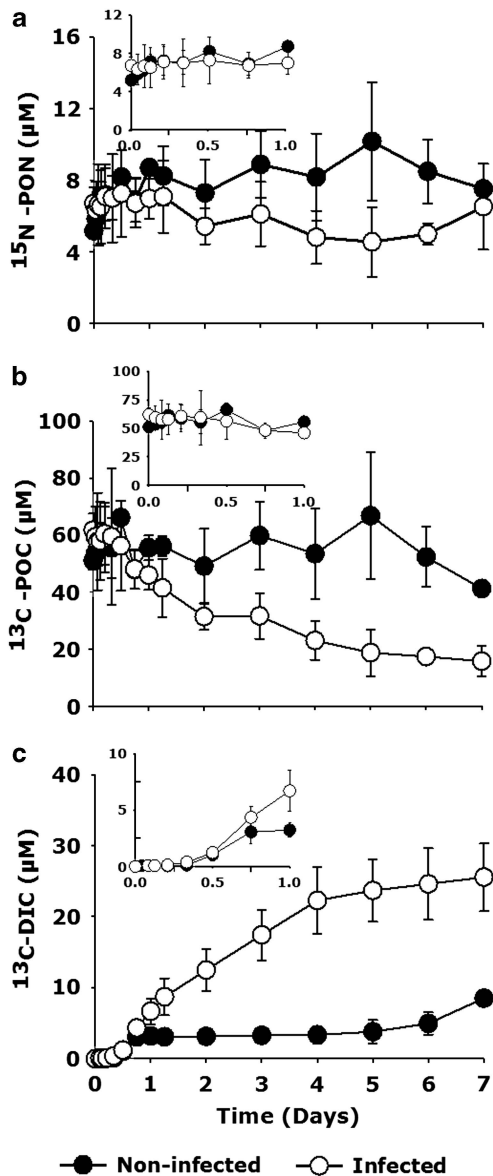 a
12
8
4
0
0.0 0.5 1.0
16
12
8
4
0
¹⁵N -PON (µM)
b
100
75
50
25
0
0.0 0.5 1.0
100
80
60
40
20
0
¹³C -POC (µM)
c
10
5
0
0.0 0.5 1.0
40
30
20
10
0
¹³C-DIC (µM)
0 1 2 3 4 5 6 7
Time (Days)
Non-infected Infected